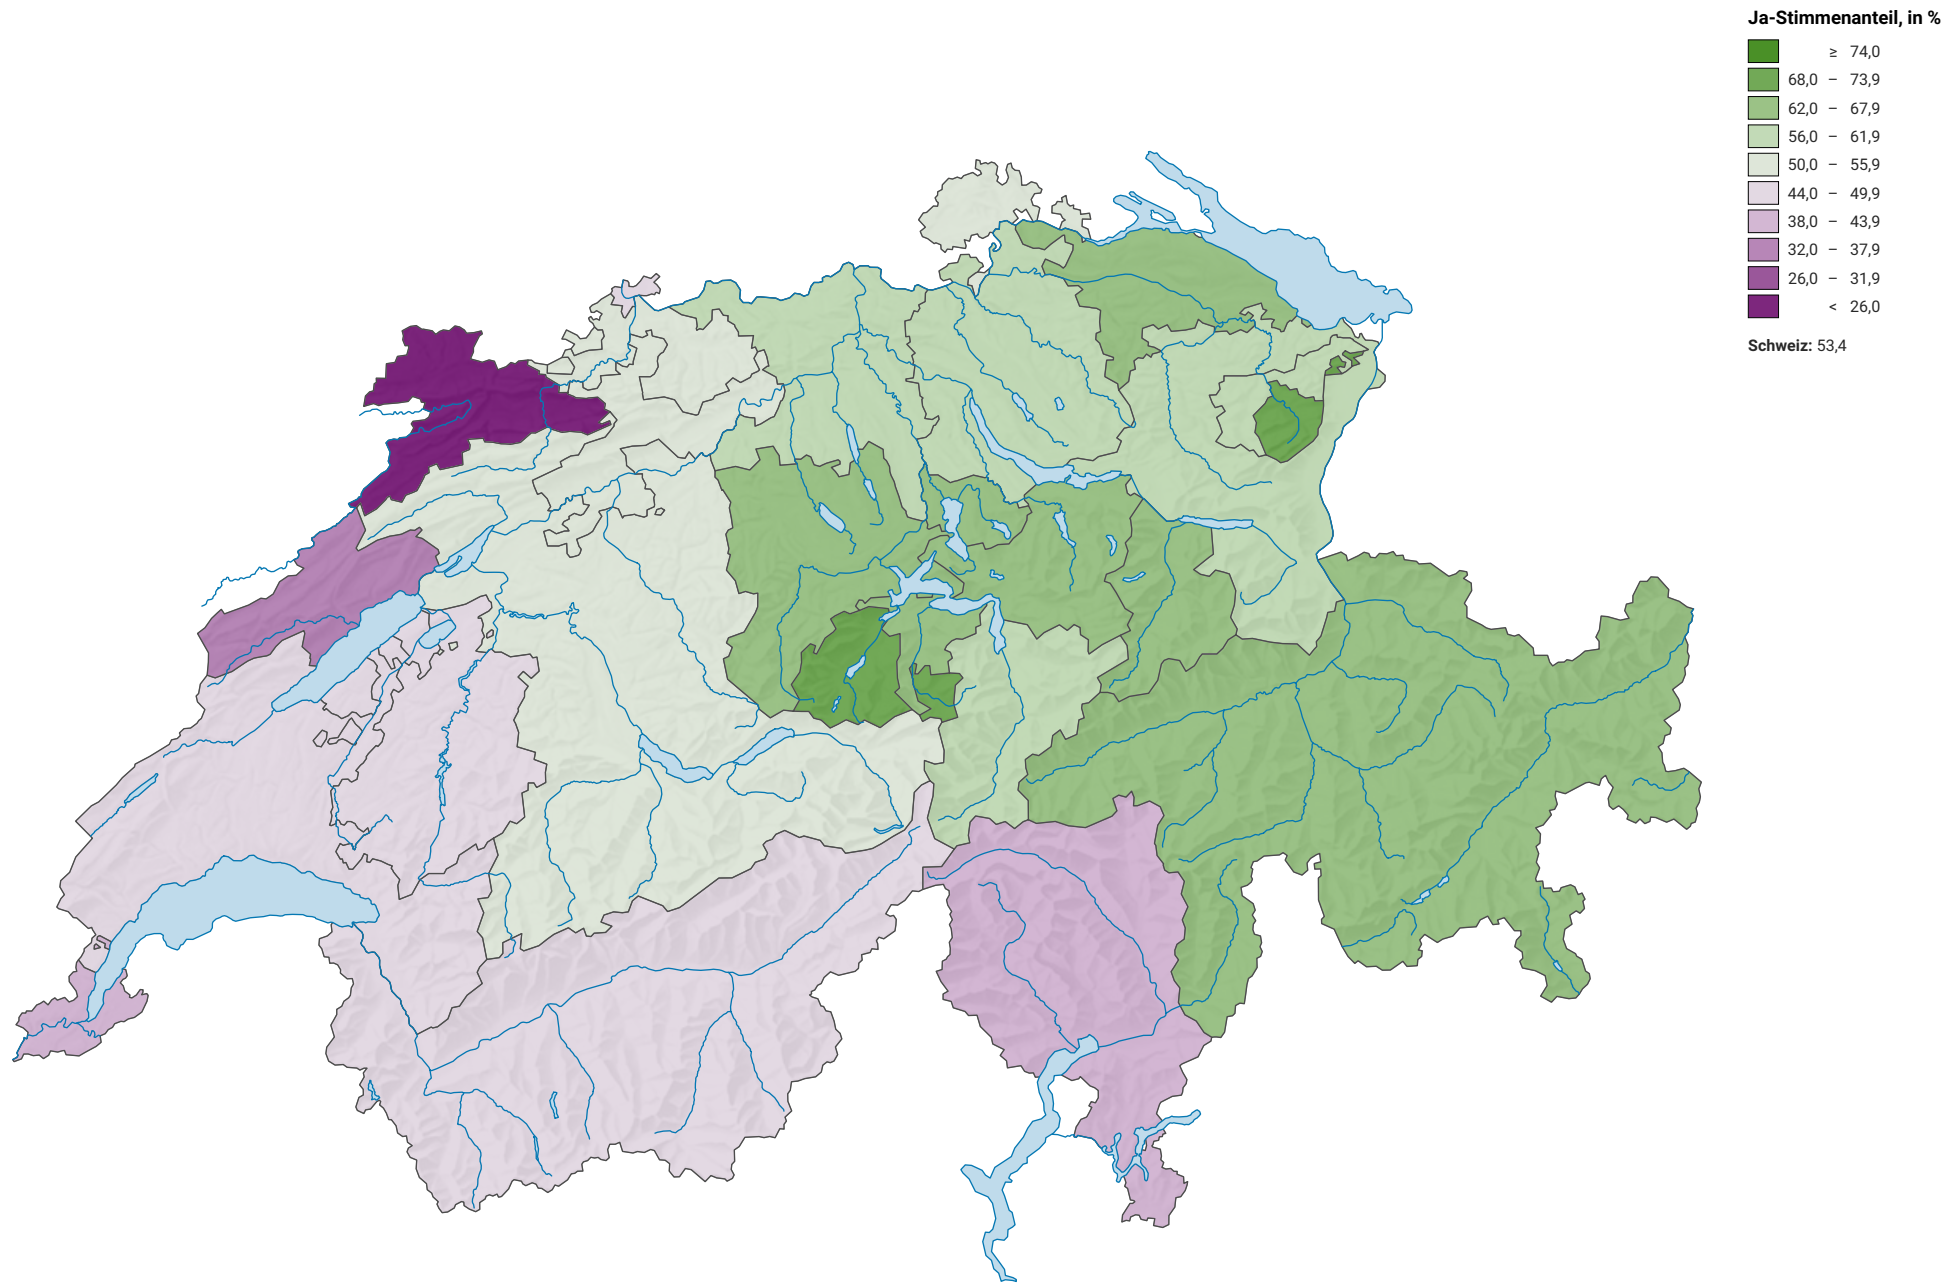 Ja-Stimmenanteil, in %
≥ 74,0
68,0 – 73,9
62,0 – 67,9
56,0 – 61,9
50,0 – 55,9
44,0 – 49,9
38,0 – 43,9
32,0 – 37,9
26,0 – 31,9
< 26,0
Schweiz: 53,4